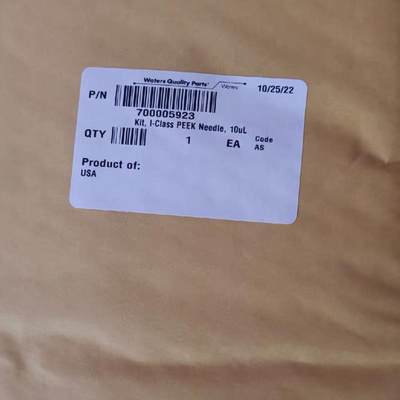 Waters Quality Parts
Waters
10/25/22
P/N
700005923
Kit, I-Class PEEK Needle, 10uL
QTY 1 EA Code
AS
Product of:
USA